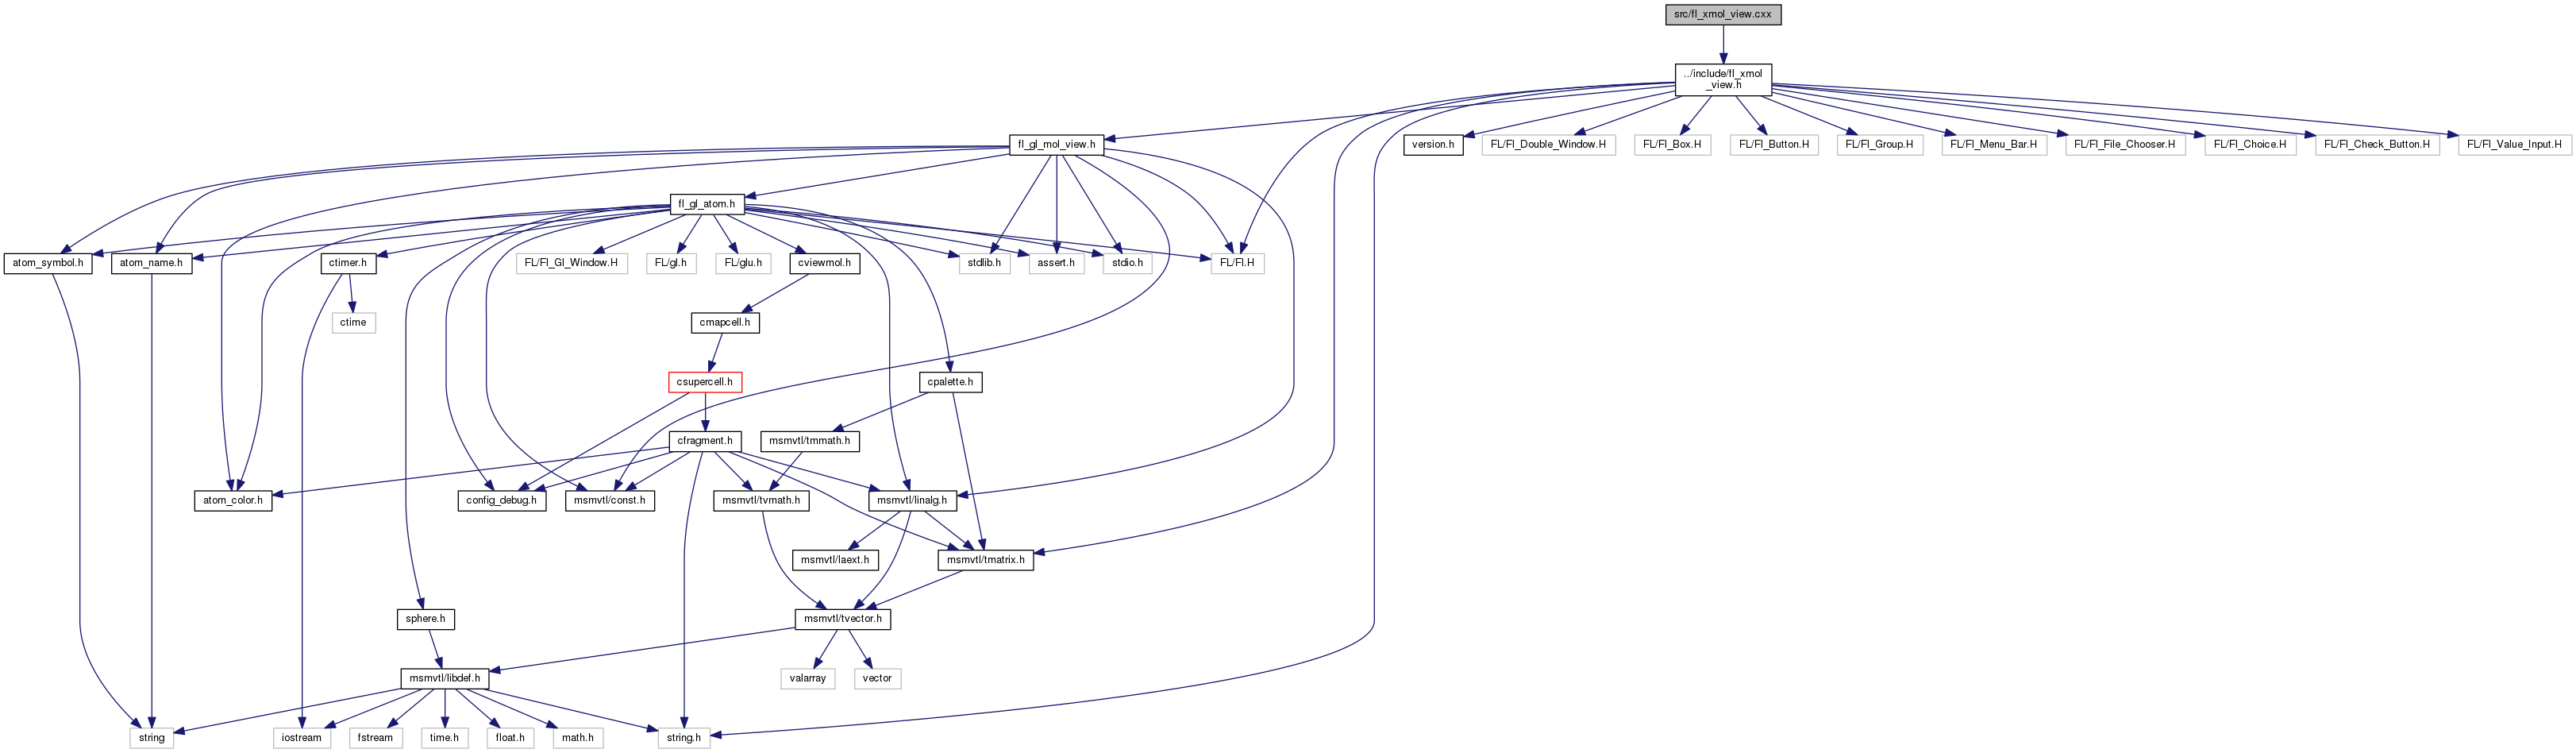 src/fl_xmol_view.cxx
../include/fl_xmol
_view.h
fl_gl_mol_view.h
version.h
FL/Fl_Double_Window.H
FL/Fl_Box.H
FL/Fl_Button.H
FL/Fl_Group.H
FL/Fl_Menu_Bar.H
FL/Fl_File_Chooser.H
FL/Fl_Choice.H
FL/Fl_Check_Button.H
FL/Fl_Value_Input.H
fl_gl_atom.h
atom_symbol.h
atom_name.h
ctimer.h
FL/Fl_Gl_Window.H
FL/gl.h
FL/glu.h
cviewmol.h
stdlib.h
assert.h
stdio.h
FL/Fl.H
ctime
cmapcell.h
csupercell.h
cpalette.h
cfragment.h
msmvtl/tmmath.h
atom_color.h
config_debug.h
msmvtl/const.h
msmvtl/tvmath.h
msmvtl/linalg.h
msmvtl/laext.h
msmvtl/tmatrix.h
sphere.h
msmvtl/tvector.h
msmvtl/libdef.h
valarray
vector
string
iostream
fstream
time.h
float.h
math.h
string.h